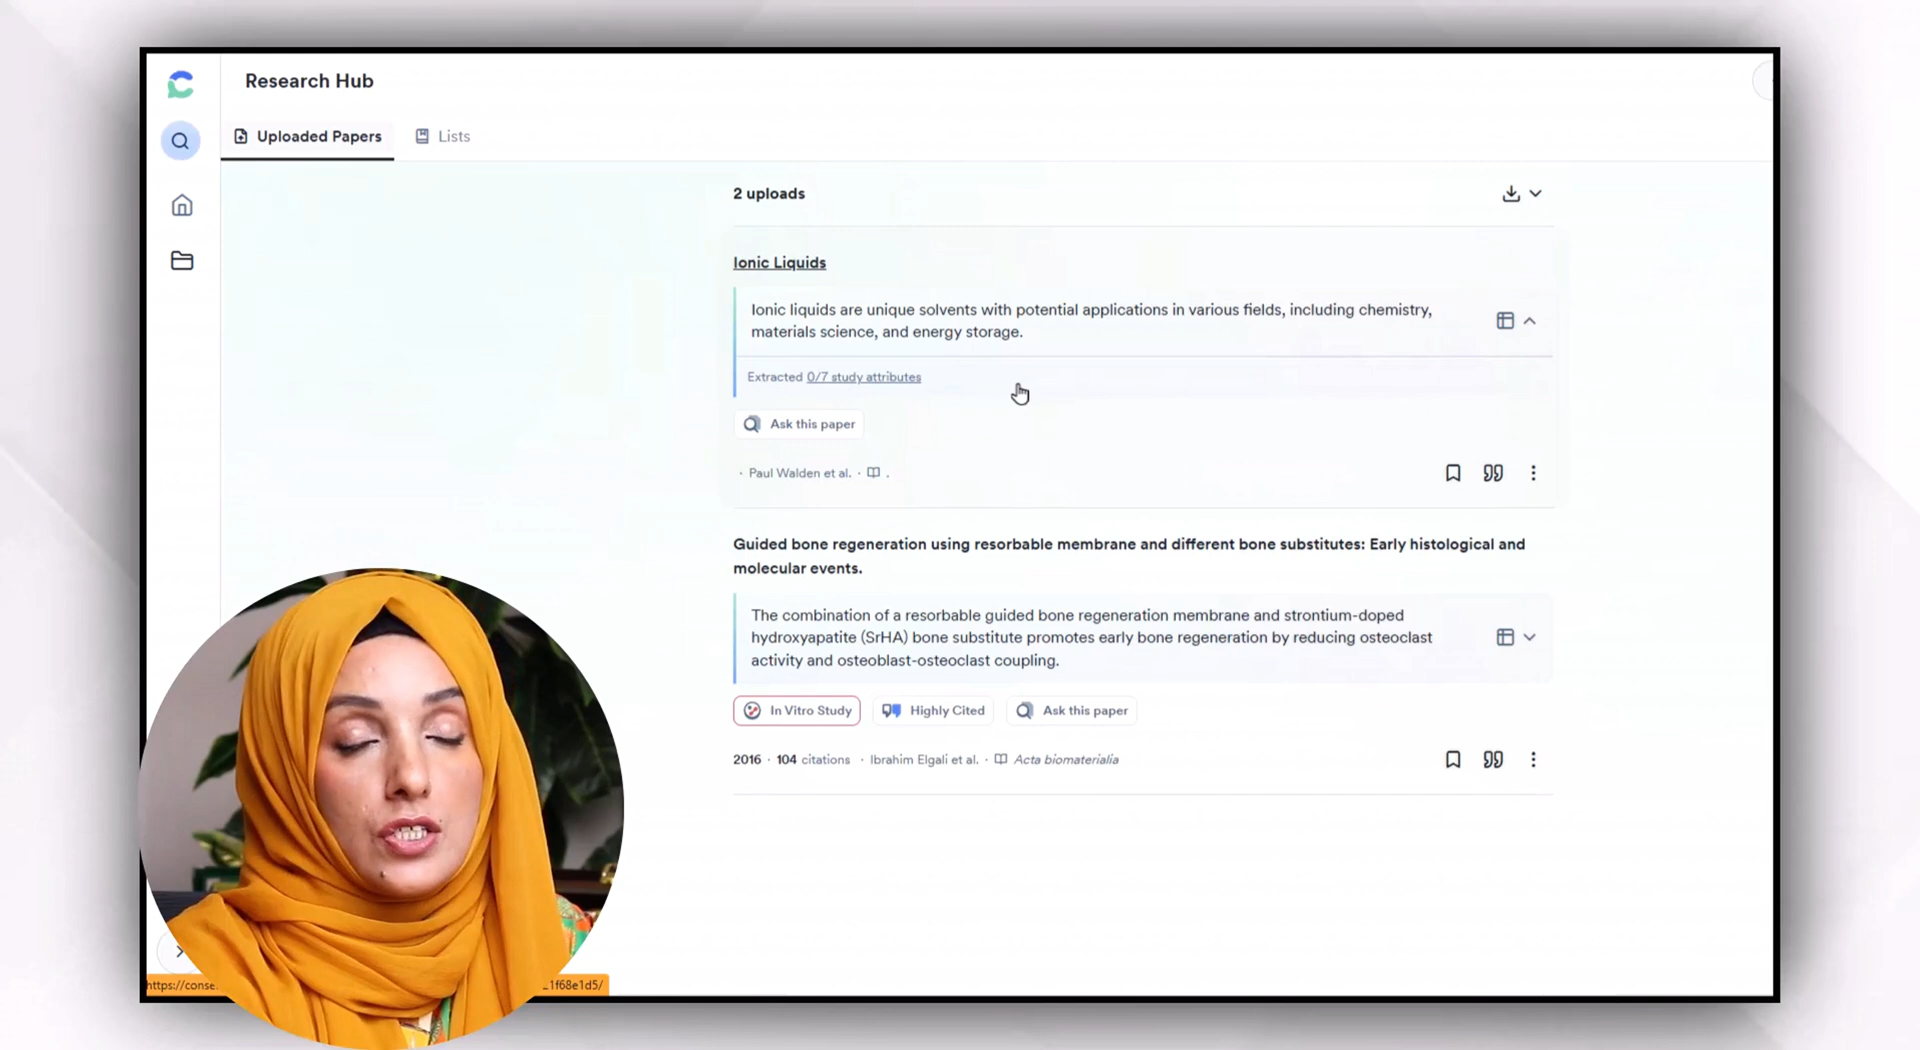 Research Hub
Uploaded Papers
Lists
2 uploads
Ionic Liquids
Ionic liquids are unique solvents with potential applications in various fields, including chemistry,
materials science, and energy storage.
Extracted 0/7 study attributes
Ask this paper
· Paul Walden et al. · .
Guided bone regeneration using resorbable membrane and different bone substitutes: Early histological and
molecular events.
The combination of a resorbable guided bone regeneration membrane and strontium-doped
hydroxyapatite (SrHA) bone substitute promotes early bone regeneration by reducing osteoclast
activity and osteoblast-osteoclast coupling.
In Vitro Study
Highly Cited
Ask this paper
2016 · 104 citations · Ibrahim Elgali et al. · Acta biomaterialia
https://conse
1f68e1d5/